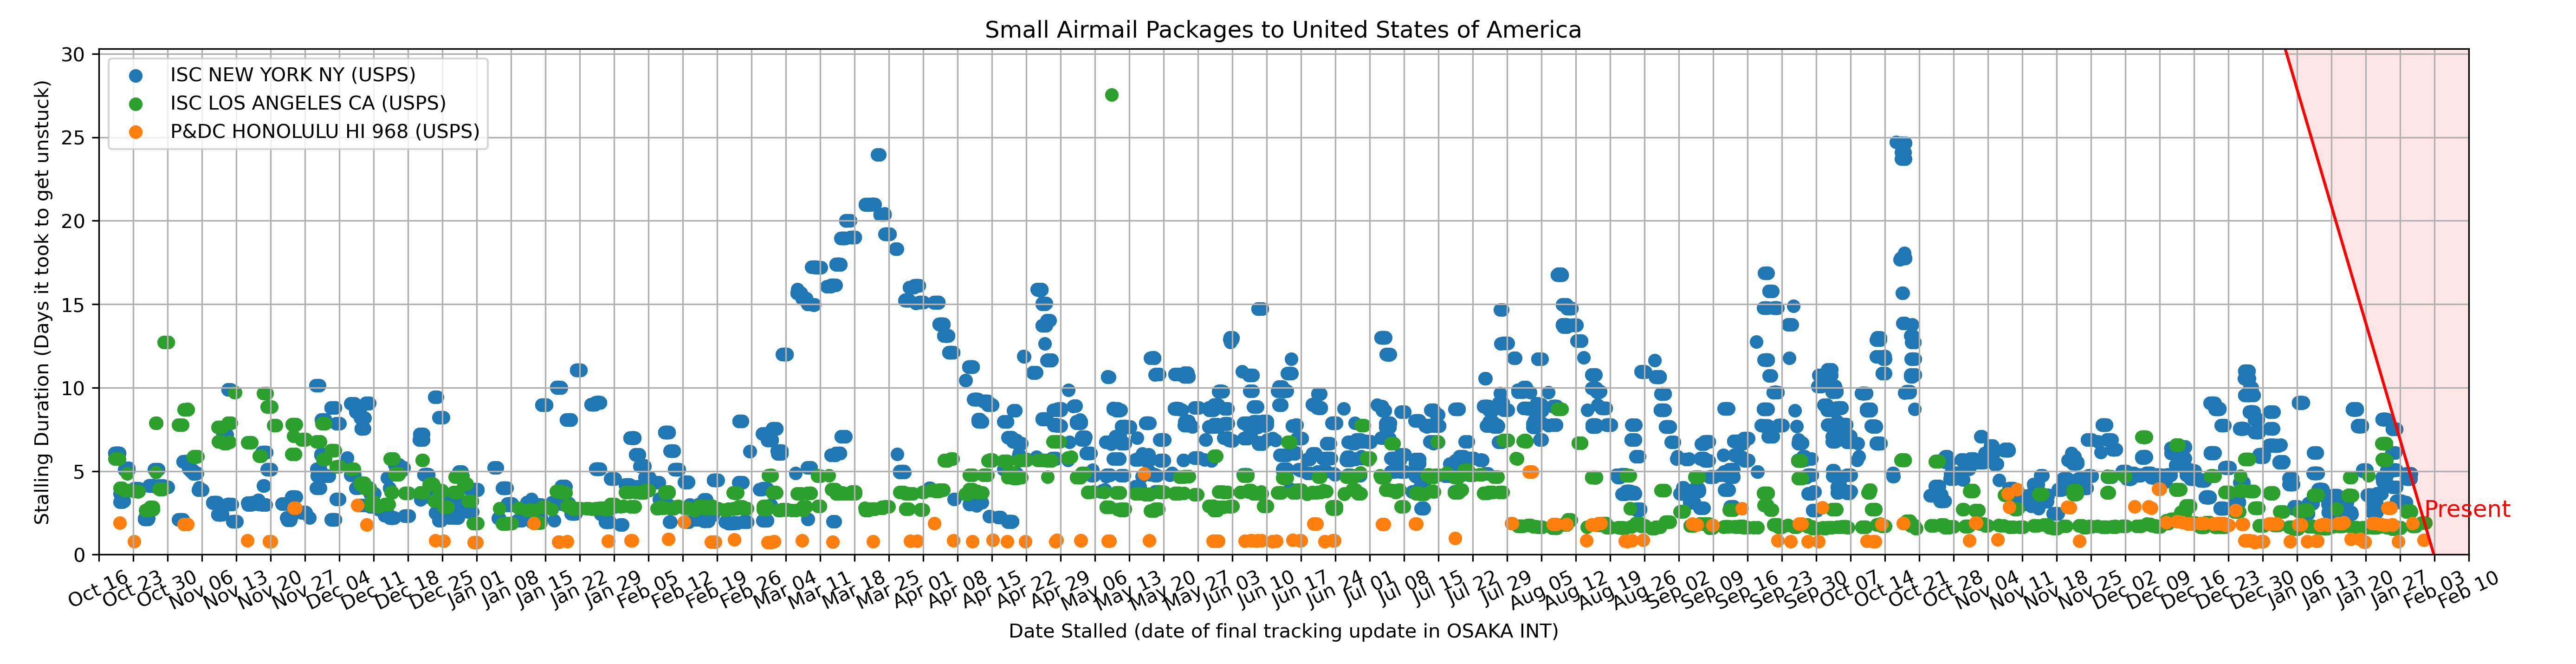 Small Airmail Packages to United States of America
ISC NEW YORK NY (USPS)
ISC LOS ANGELES CA (USPS)
P&DC HONOLULU HI 968 (USPS)
Stalling Duration (Days it took to get unstuck)
30
25
20
15
10
5
0
Present
Oct 16
Oct 23
Oct 30
Nov 06
Nov 13
Nov 20
Nov 27
Dec 04
Dec 11
Dec 18
Dec 25
Jan 01
Jan 08
Jan 15
Jan 22
Jan 29
Feb 05
Feb 12
Feb 19
Feb 26
Mar 04
Mar 11
Mar 18
Mar 25
Apr 01
Apr 08
Apr 15
Apr 22
Apr 29
May 06
May 13
May 20
May 27
Jun 03
Jun 10
Jun 17
Jun 24
Jul 01
Jul 08
Jul 15
Jul 22
Jul 29
Aug 05
Aug 12
Aug 19
Aug 26
Sep 02
Sep 09
Sep 16
Sep 23
Sep 30
Oct 07
Oct 14
Oct 21
Oct 28
Nov 04
Nov 11
Nov 18
Nov 25
Dec 02
Dec 09
Dec 16
Dec 23
Dec 30
Jan 06
Jan 13
Jan 20
Jan 27
Feb 03
Feb 10
Date Stalled (date of final tracking update in OSAKA INT)